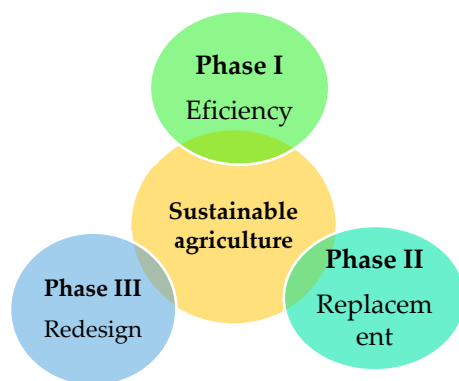 Phase I
Eficiency
Sustainable
agriculture
Phase II
Replacem
ent
Phase III
Redesign